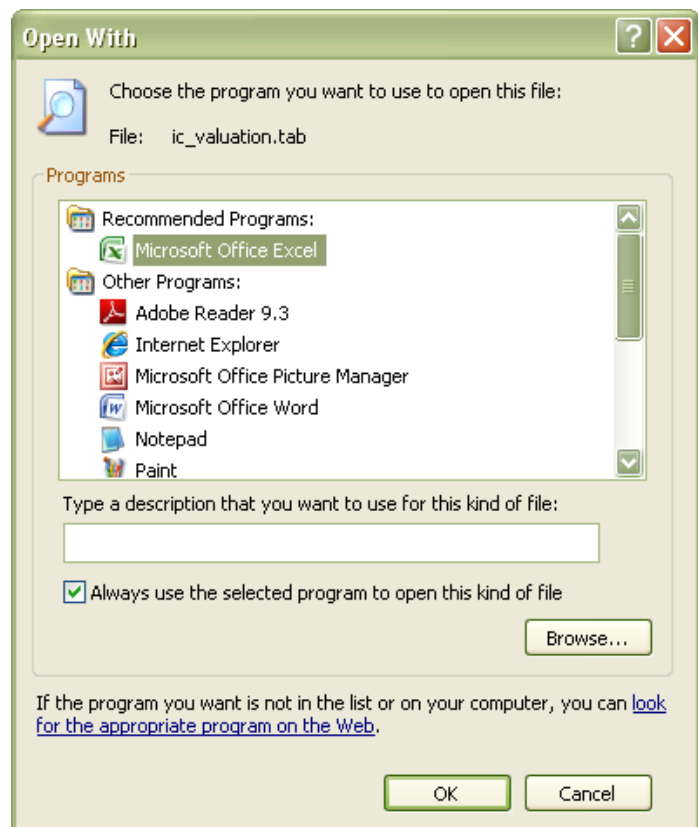 Open With
Choose the program you want to use to open this file:
File: ic_valuation.tab
Programs
Recommended Programs:
Microsoft Office Excel
Other Programs:
Adobe Reader 9.3
Internet Explorer
Microsoft Office Picture Manager
Microsoft Office Word
Notepad
Paint
Type a description that you want to use for this kind of file:
Always use the selected program to open this kind of file
Browse...
If the program you want is not in the list or on your computer, you can look
for the appropriate program on the Web.
OK Cancel